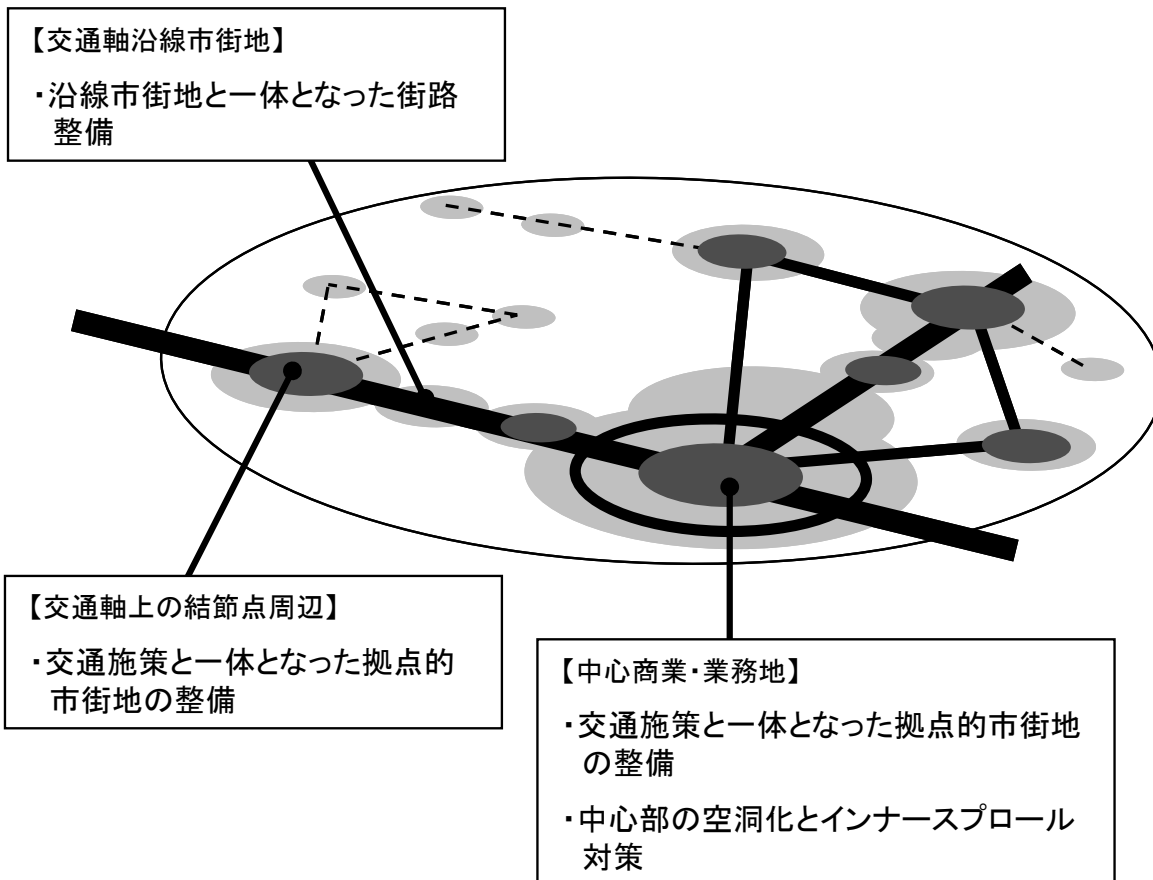 【交通軸沿線市街地】
・沿線市街地と一体となった街路
整備
【交通軸上の結節点周辺】
・交通施策と一体となった拠点的
市街地の整備
【中心商業・業務地】
・交通施策と一体となった拠点的市街地
の整備
・中心部の空洞化とインナースプロール
対策